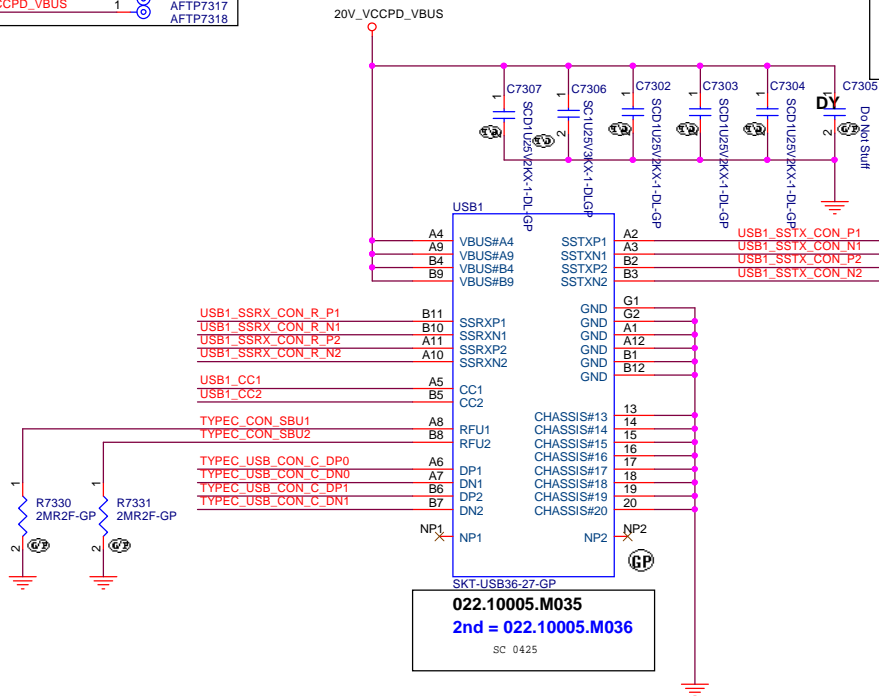 CCPD_VBUS 1 AFTP7317
AFTP7318
20V_VCCPD_VBUS
1 C7307 2 SCD1U25V2KX-1-DL-GP
1 C7306 2 SC1U25V3KX-1-DLGP
1 C7302 2 SCD1U25V2KX-1-DL-GP
1 C7303 2 SCD1U25V2KX-1-DL-GP
1 C7304 2 SCD1U25V2KX-1-DL-GP
DY 1 C7305 2 Do Not Stuff
USB1
A4 VBUS#A4
A9 VBUS#A9
B4 VBUS#B4
B9 VBUS#B9
SSTXP1 A2 USB1_SSTX_CON_P1
SSTXN1 A3 USB1_SSTX_CON_N1
SSTXP2 B2 USB1_SSTX_CON_P2
SSTXN2 B3 USB1_SSTX_CON_N2
USB1_SSRX_CON_R_P1 B11 SSRXP1
USB1_SSRX_CON_R_N1 B10 SSRXN1
USB1_SSRX_CON_R_P2 A11 SSRXP2
USB1_SSRX_CON_R_N2 A10 SSRXN2
GND G1
GND G2
GND A1
GND A12
GND B1
GND B12
USB1_CC1 A5 CC1
USB1_CC2 B5 CC2
TYPEC_CON_SBU1 A8 RFU1
TYPEC_CON_SBU2 B8 RFU2
CHASSIS#13 13
CHASSIS#14 14
CHASSIS#15 15
CHASSIS#16 16
CHASSIS#17 17
CHASSIS#18 18
CHASSIS#19 19
CHASSIS#20 20
TYPEC_USB_CON_C_DP0 A6 DP1
TYPEC_USB_CON_C_DN0 A7 DN1
TYPEC_USB_CON_C_DP1 B6 DP2
TYPEC_USB_CON_C_DN1 B7 DN2
1 R7330 2MR2F-GP 2 GP
1 R7331 2MR2F-GP 2 GP
NP1 NP1
NP2 NP2
GP
SKT-USB36-27-GP
022.10005.M035
2nd = 022.10005.M036
SC 0425